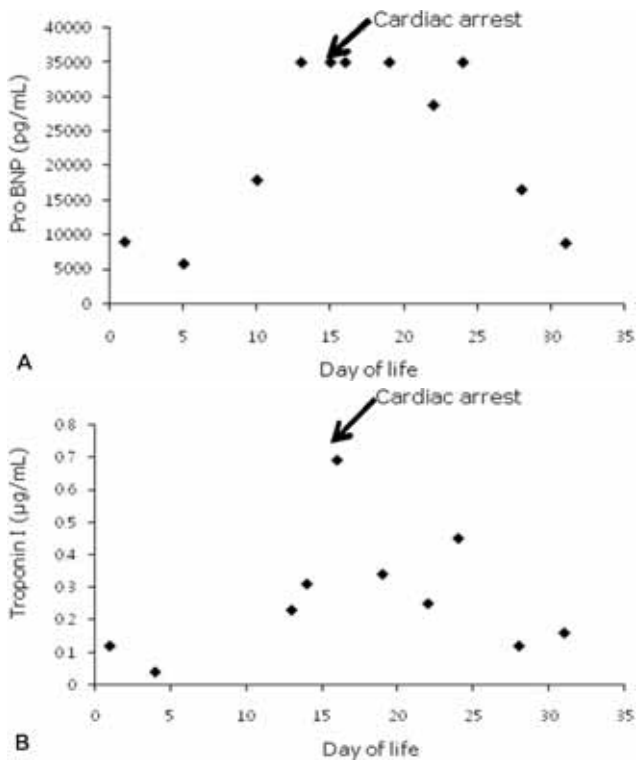 Cardiac arrest
40000
35000
30000
25000
20000
15000
10000
5000
0
Pro BNP (pg/mL)
0 5 10 15 20 25 30 35
A
Day of life
Cardiac arrest
0.8
0.7
0.6
0.5
0.4
0.3
0.2
0.1
0
Troponin I (µg/mL)
0 5 10 15 20 25 30 35
B
Day of life